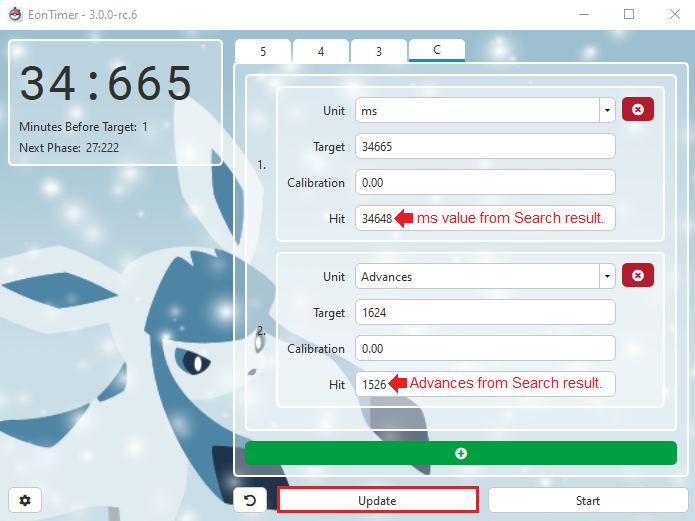 EonTimer - 3.0.0-rc.6
34:665
Minutes Before Target: 1
Next Phase: 27:222
5 4 3 C
1.
Unit ms
Target 34665
Calibration 0.00
Hit 34648 ms value from Search result.
2.
Unit Advances
Target 1624
Calibration 0.00
Hit 1526 Advances from Search result.
Update Start